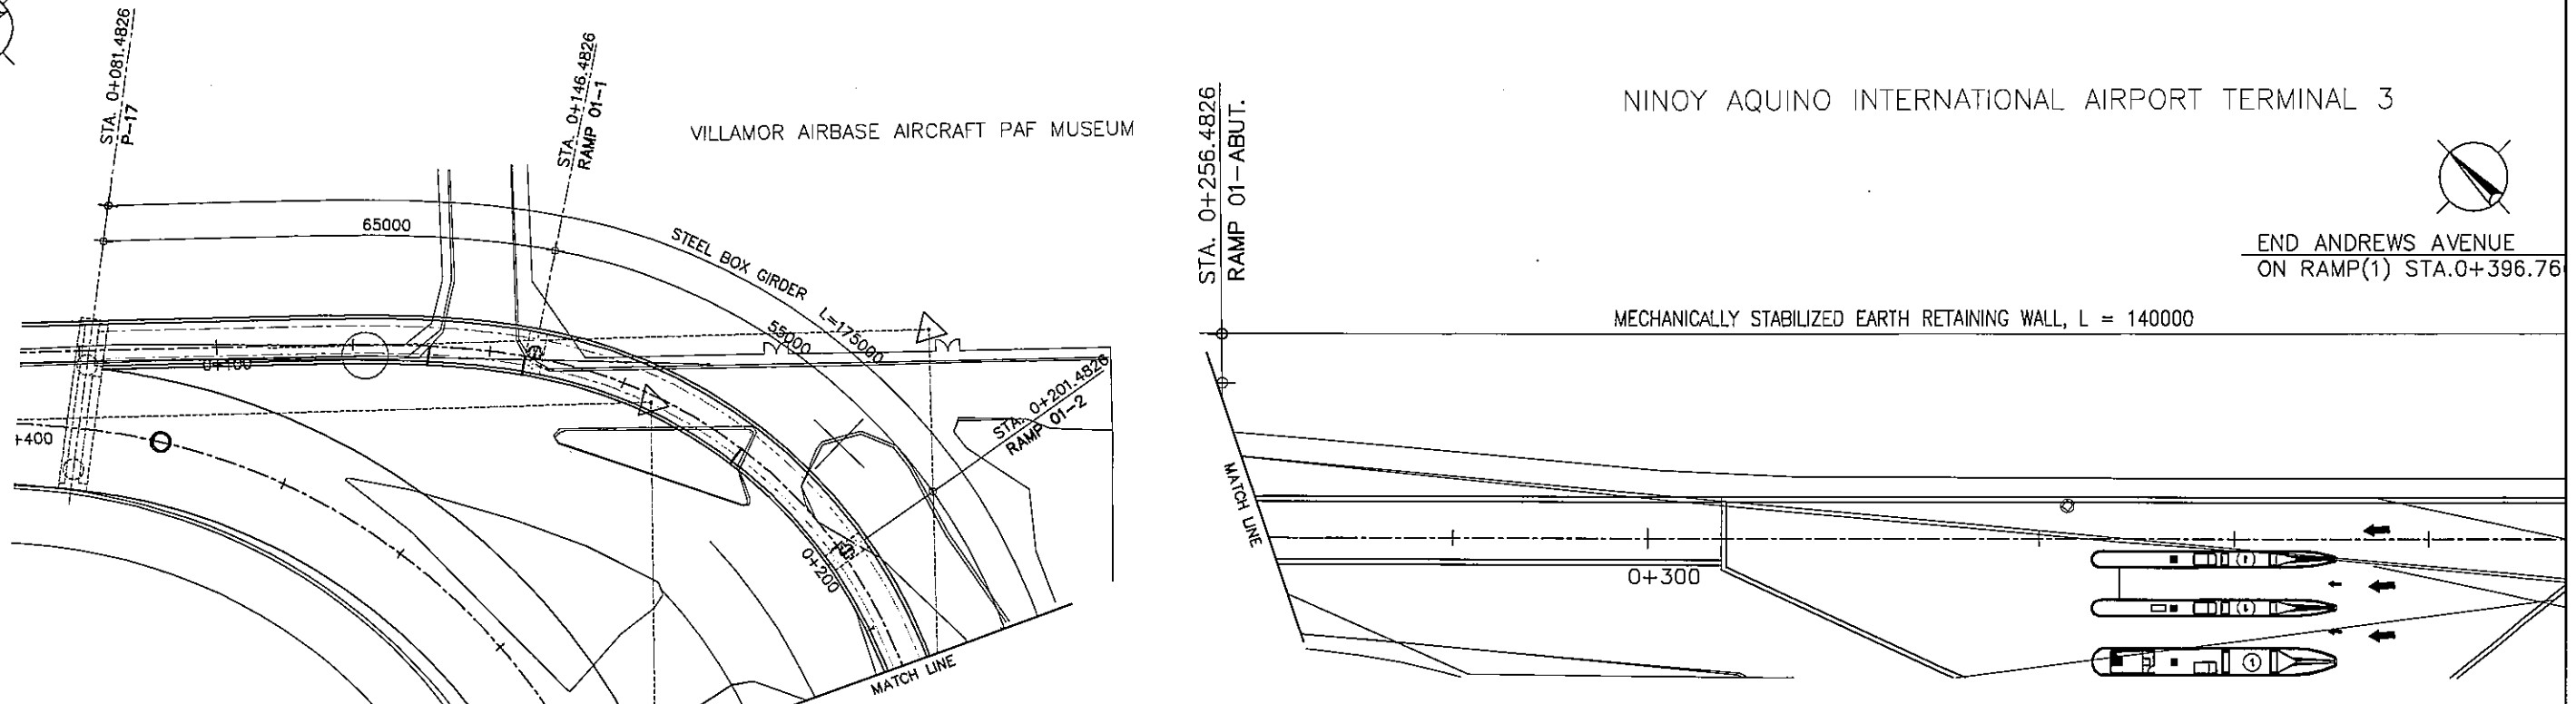 STA. 0+081.4826
P-17
STA. 0+146.4826
RAMP 01-1
VILLAMOR AIRBASE AIRCRAFT PAF MUSEUM
65000
STEEL BOX GIRDER L=175000
55000
0+100
STA. 0+201.4826
RAMP 01-2
+400
0+200
MATCH LINE
STA. 0+256.4826
RAMP 01-ABUT.
NINOY AQUINO INTERNATIONAL AIRPORT TERMINAL 3
END ANDREWS AVENUE
ON RAMP(1) STA.0+396.76
MECHANICALLY STABILIZED EARTH RETAINING WALL, L = 140000
MATCH LINE
0+300